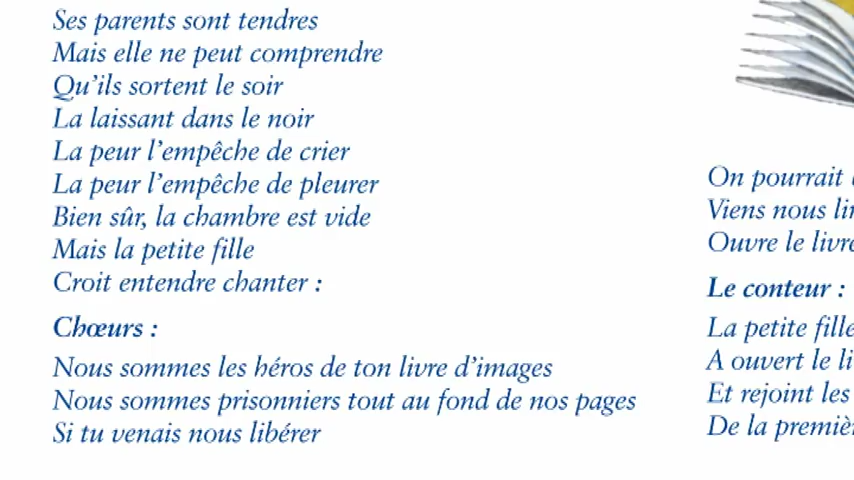 Ses parents sont tendres
Mais elle ne peut comprendre
Qu'ils sortent le soir
La laissant dans le noir
La peur l'empêche de crier
La peur l'empêche de pleurer
Bien sûr, la chambre est vide
Mais la petite fille
Croit entendre chanter :
Chœurs :
Nous sommes les héros de ton livre d'images
Nous sommes prisonniers tout au fond de nos pages
Si tu venais nous libérer
On pourrait
Viens nous
Ouvre le livre
Le conteur :
La petite fille
A ouvert le
Et rejoint les
De la